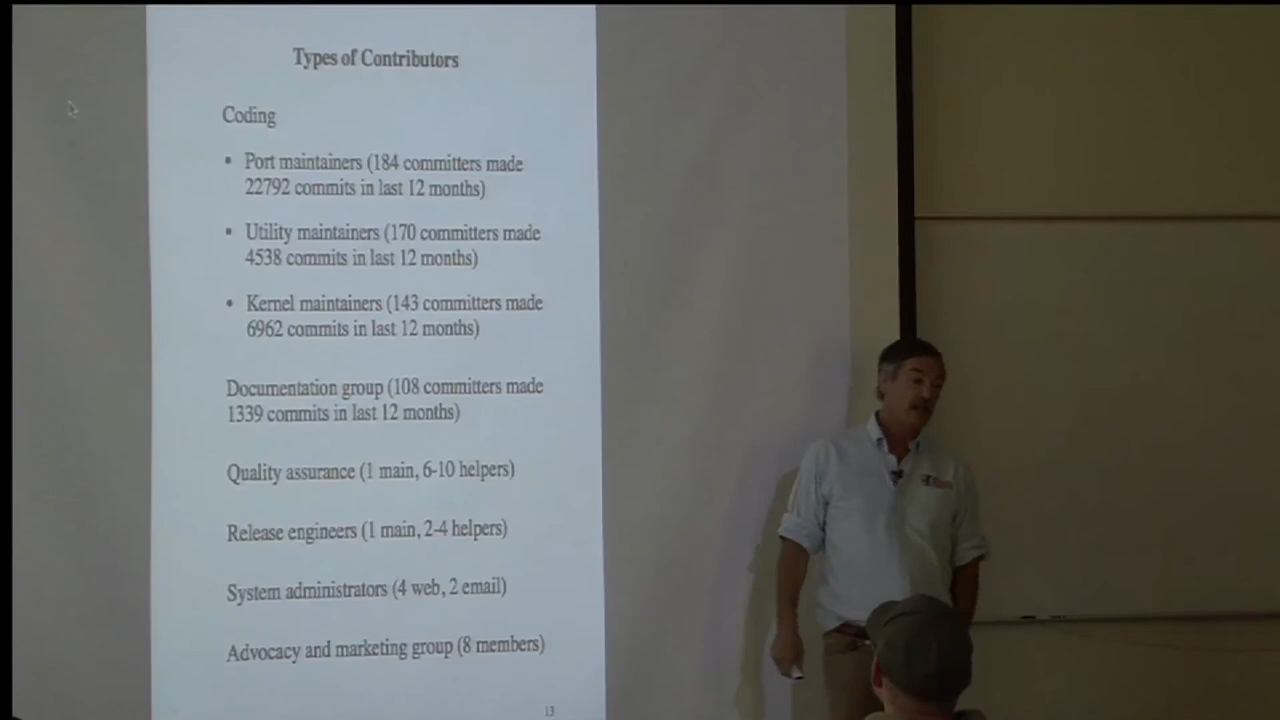 Types of Contributors
Coding
• Port maintainers (184 committers made
22792 commits in last 12 months)
• Utility maintainers (170 committers made
4538 commits in last 12 months)
• Kernel maintainers (143 committers made
6962 commits in last 12 months)
Documentation group (108 committers made
1339 commits in last 12 months)
Quality assurance (1 main, 6-10 helpers)
Release engineers (1 main, 2-4 helpers)
System administrators (4 web, 2 email)
Advocacy and marketing group (8 members)
13